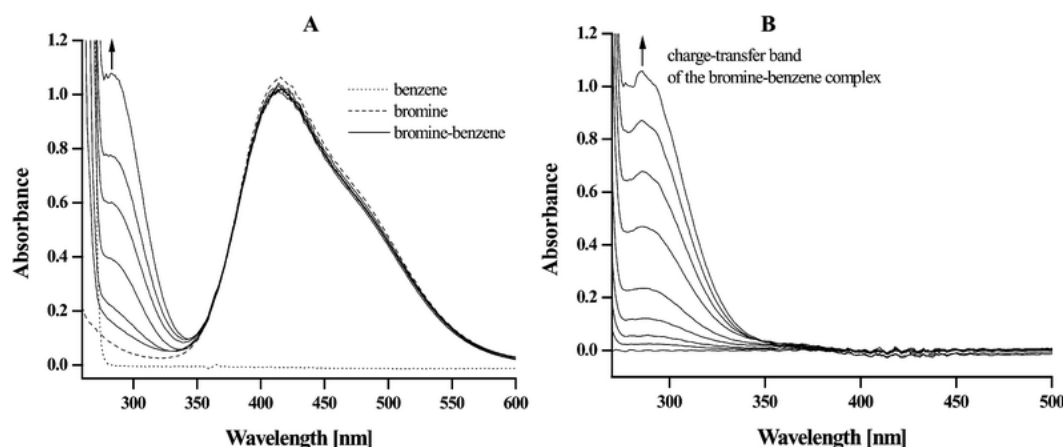 A
1.2
1.0
0.8
0.6
0.4
0.2
0.0
Absorbance
benzene
bromine
bromine-benzene
300
350
400
450
500
550
600
Wavelength [nm]
B
1.2
1.0
0.8
0.6
0.4
0.2
0.0
Absorbance
charge-transfer band
of the bromine-benzene complex
300
350
400
450
500
Wavelength [nm]